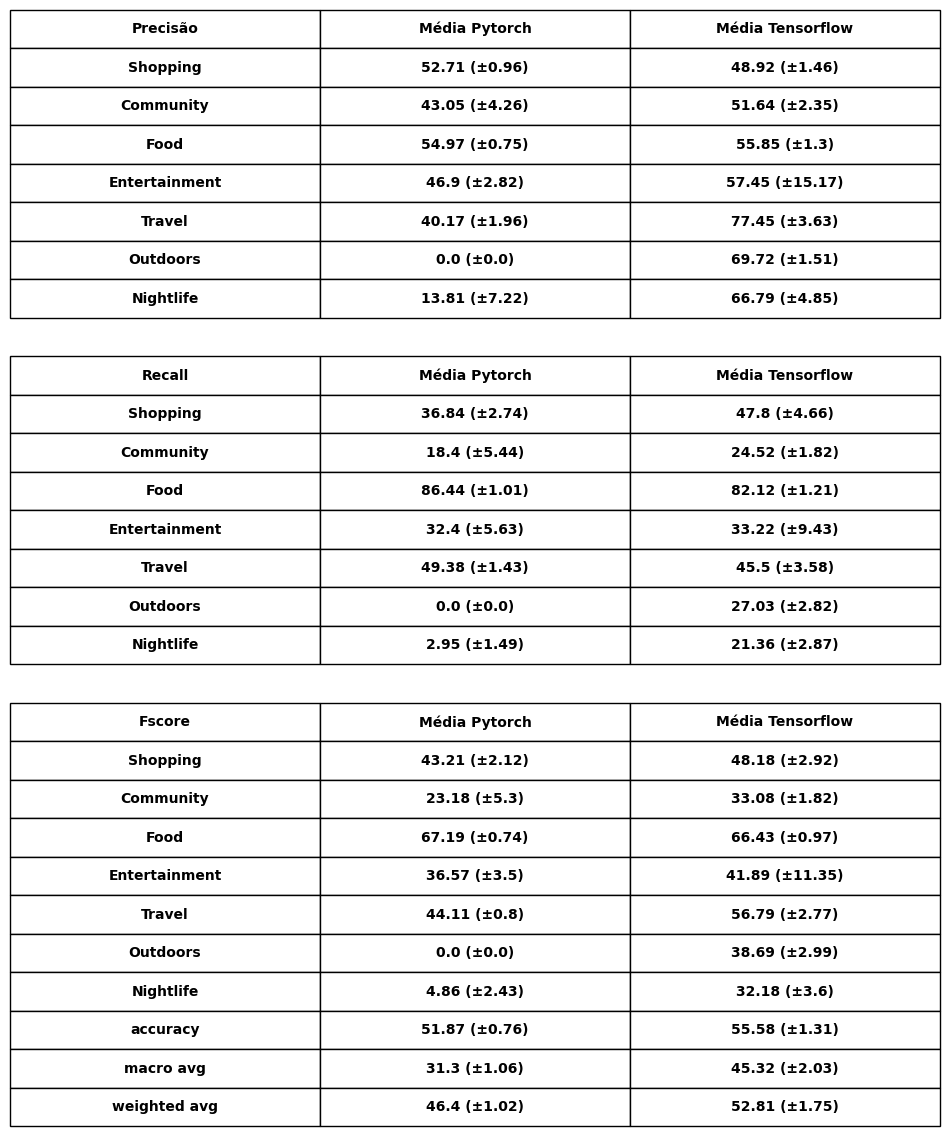 Precisão Média Pytorch Média Tensorflow
Shopping 52.71 (±0.96) 48.92 (±1.46)
Community 43.05 (±4.26) 51.64 (±2.35)
Food 54.97 (±0.75) 55.85 (±1.3)
Entertainment 46.9 (±2.82) 57.45 (±15.17)
Travel 40.17 (±1.96) 77.45 (±3.63)
Outdoors 0.0 (±0.0) 69.72 (±1.51)
Nightlife 13.81 (±7.22) 66.79 (±4.85)
Recall Média Pytorch Média Tensorflow
Shopping 36.84 (±2.74) 47.8 (±4.66)
Community 18.4 (±5.44) 24.52 (±1.82)
Food 86.44 (±1.01) 82.12 (±1.21)
Entertainment 32.4 (±5.63) 33.22 (±9.43)
Travel 49.38 (±1.43) 45.5 (±3.58)
Outdoors 0.0 (±0.0) 27.03 (±2.82)
Nightlife 2.95 (±1.49) 21.36 (±2.87)
Fscore Média Pytorch Média Tensorflow
Shopping 43.21 (±2.12) 48.18 (±2.92)
Community 23.18 (±5.3) 33.08 (±1.82)
Food 67.19 (±0.74) 66.43 (±0.97)
Entertainment 36.57 (±3.5) 41.89 (±11.35)
Travel 44.11 (±0.8) 56.79 (±2.77)
Outdoors 0.0 (±0.0) 38.69 (±2.99)
Nightlife 4.86 (±2.43) 32.18 (±3.6)
accuracy 51.87 (±0.76) 55.58 (±1.31)
macro avg 31.3 (±1.06) 45.32 (±2.03)
weighted avg 46.4 (±1.02) 52.81 (±1.75)